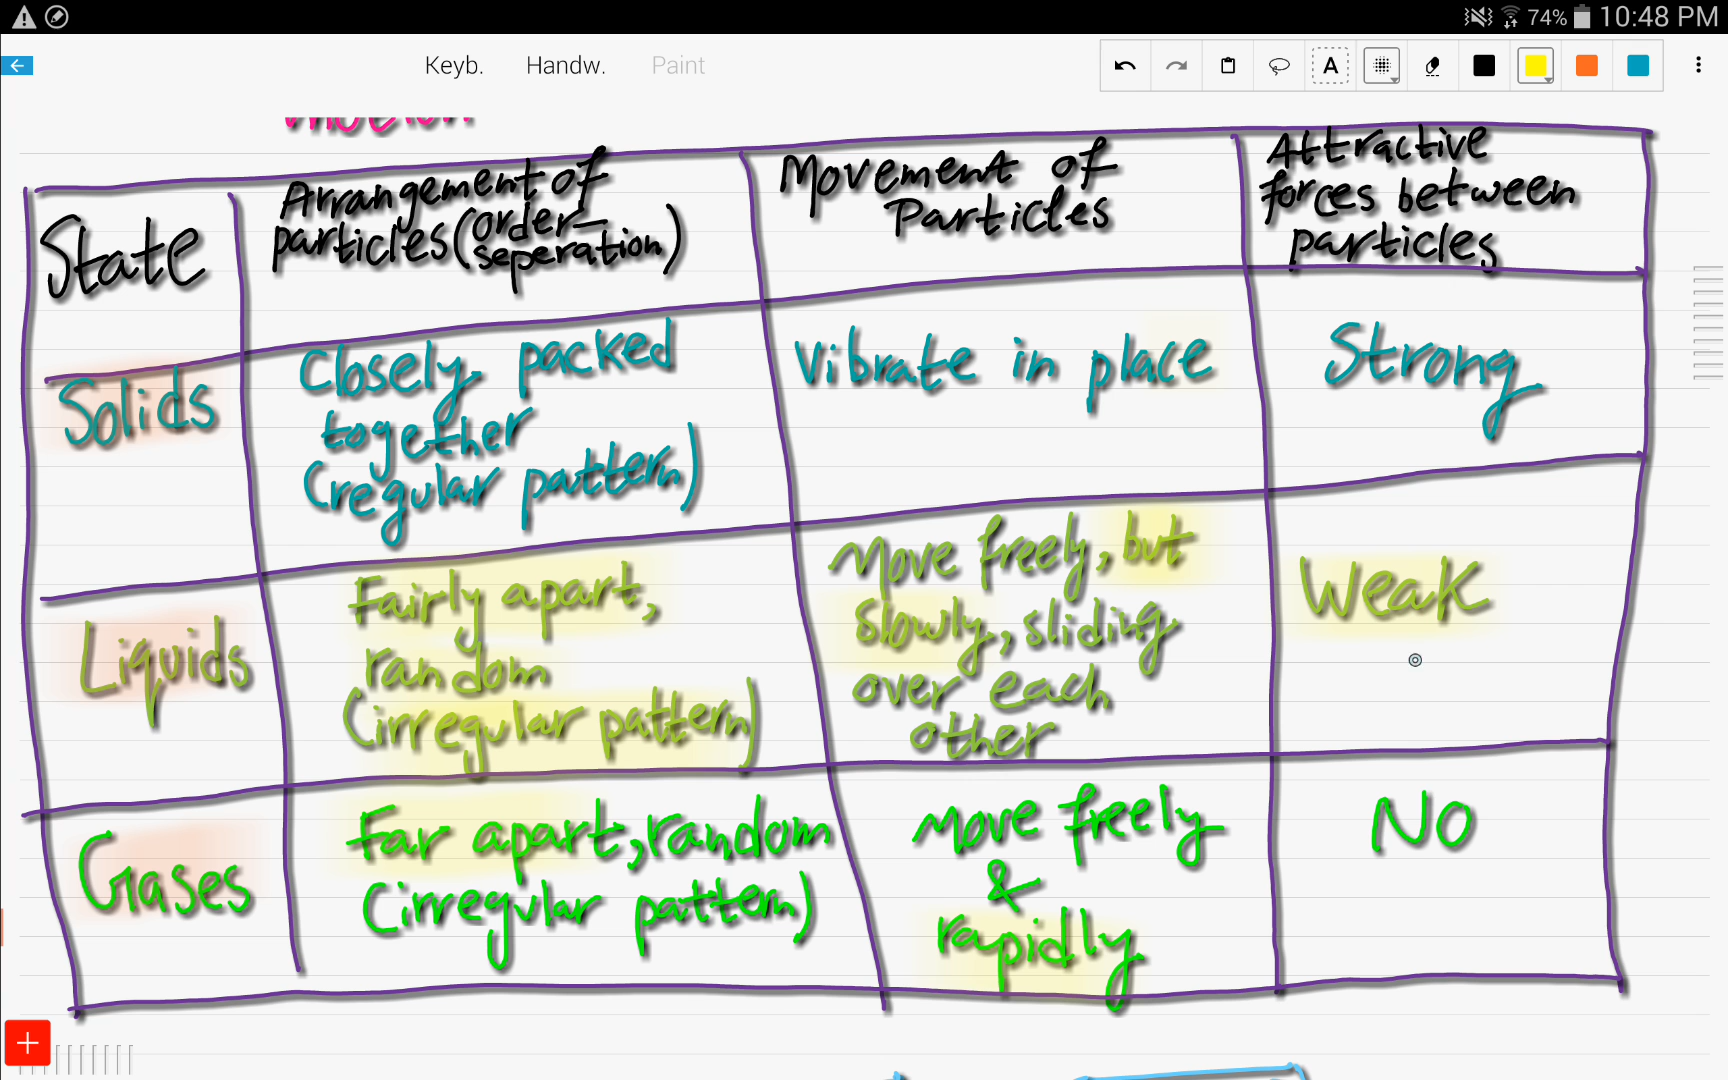 74% 10:48 PM
Keyb. Handw. Paint
A
State
Arrangement of
particles (order-
seperation)
Movement of
Particles
Attractive
forces between
particles
Solids
Closely packed
together
(regular pattern)
Vibrate in place
Strong
Liquids
Fairly apart,
random
(irregular pattern)
Move freely, but
slowly, sliding
over each
other
Weak
Gases
Far apart, random
(irregular pattern)
Move freely
&
rapidly
NO